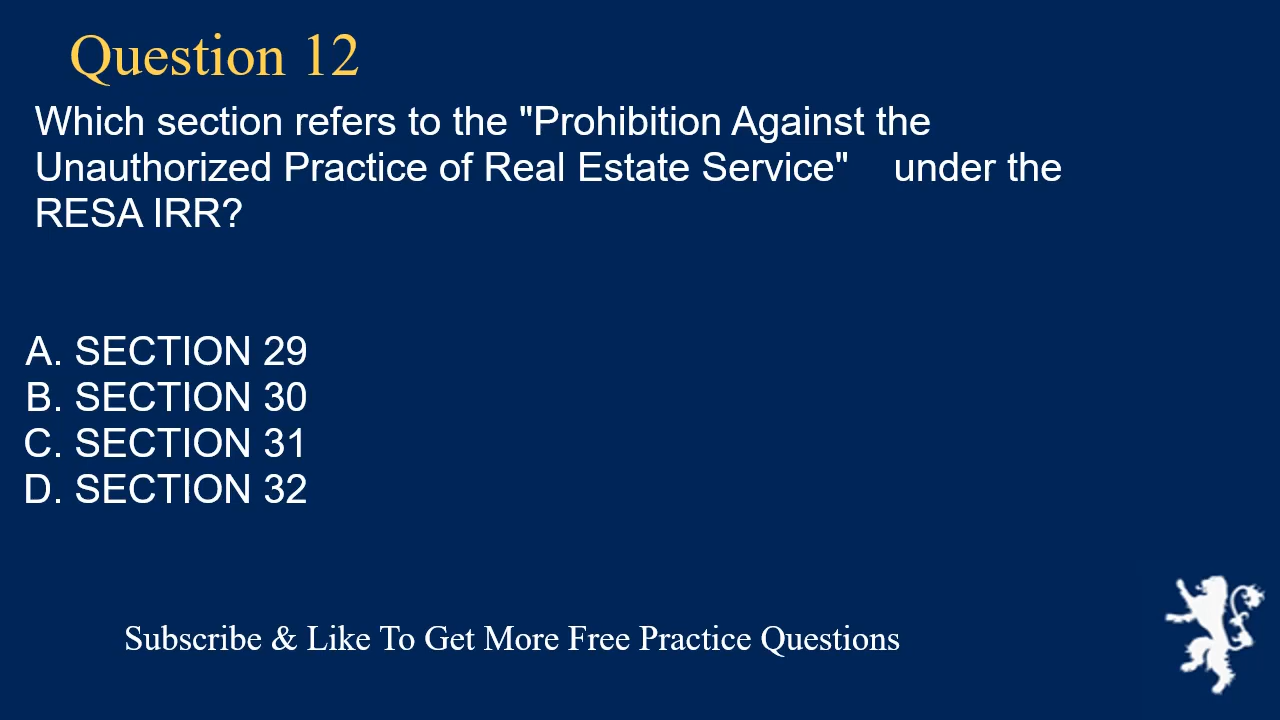 Question 12
Which section refers to the "Prohibition Against the
Unauthorized Practice of Real Estate Service" under the
RESA IRR?
A. SECTION 29
B. SECTION 30
C. SECTION 31
D. SECTION 32
Subscribe & Like To Get More Free Practice Questions